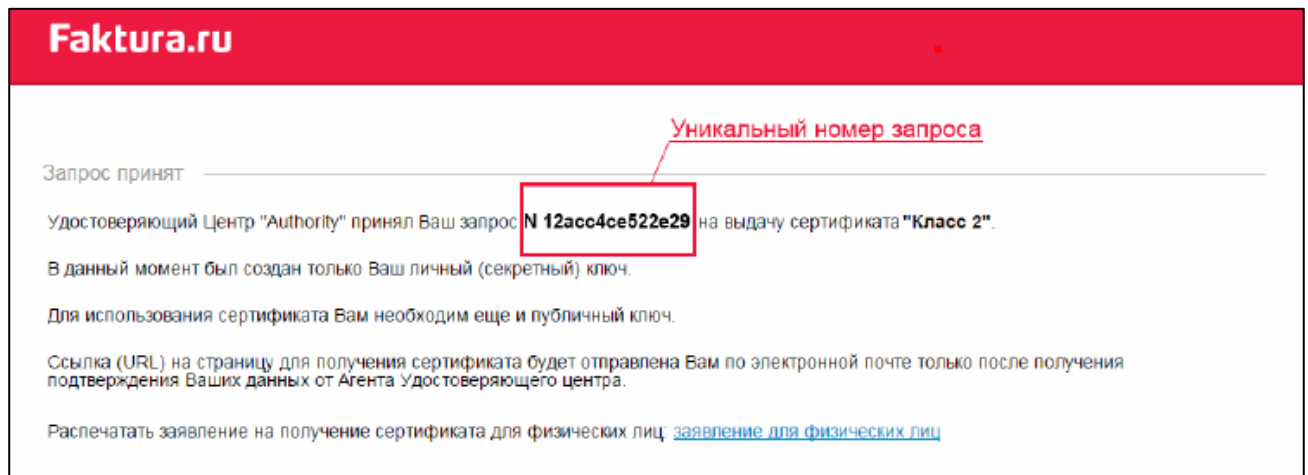 Faktura.ru
Уникальный номер запроса
Запрос принят
Удостоверяющий Центр "Authority" принял Ваш запрос N 12acc4ce522e29 на выдачу сертификата "Класс 2".
В данный момент был создан только Ваш личный (секретный) ключ.
Для использования сертификата Вам необходим еще и публичный ключ.
Ссылка (URL) на страницу для получения сертификата будет отправлена Вам по электронной почте только после получения
подтверждения Ваших данных от Агента Удостоверяющего центра.
Распечатать заявление на получение сертификата для физических лиц: заявление для физических лиц